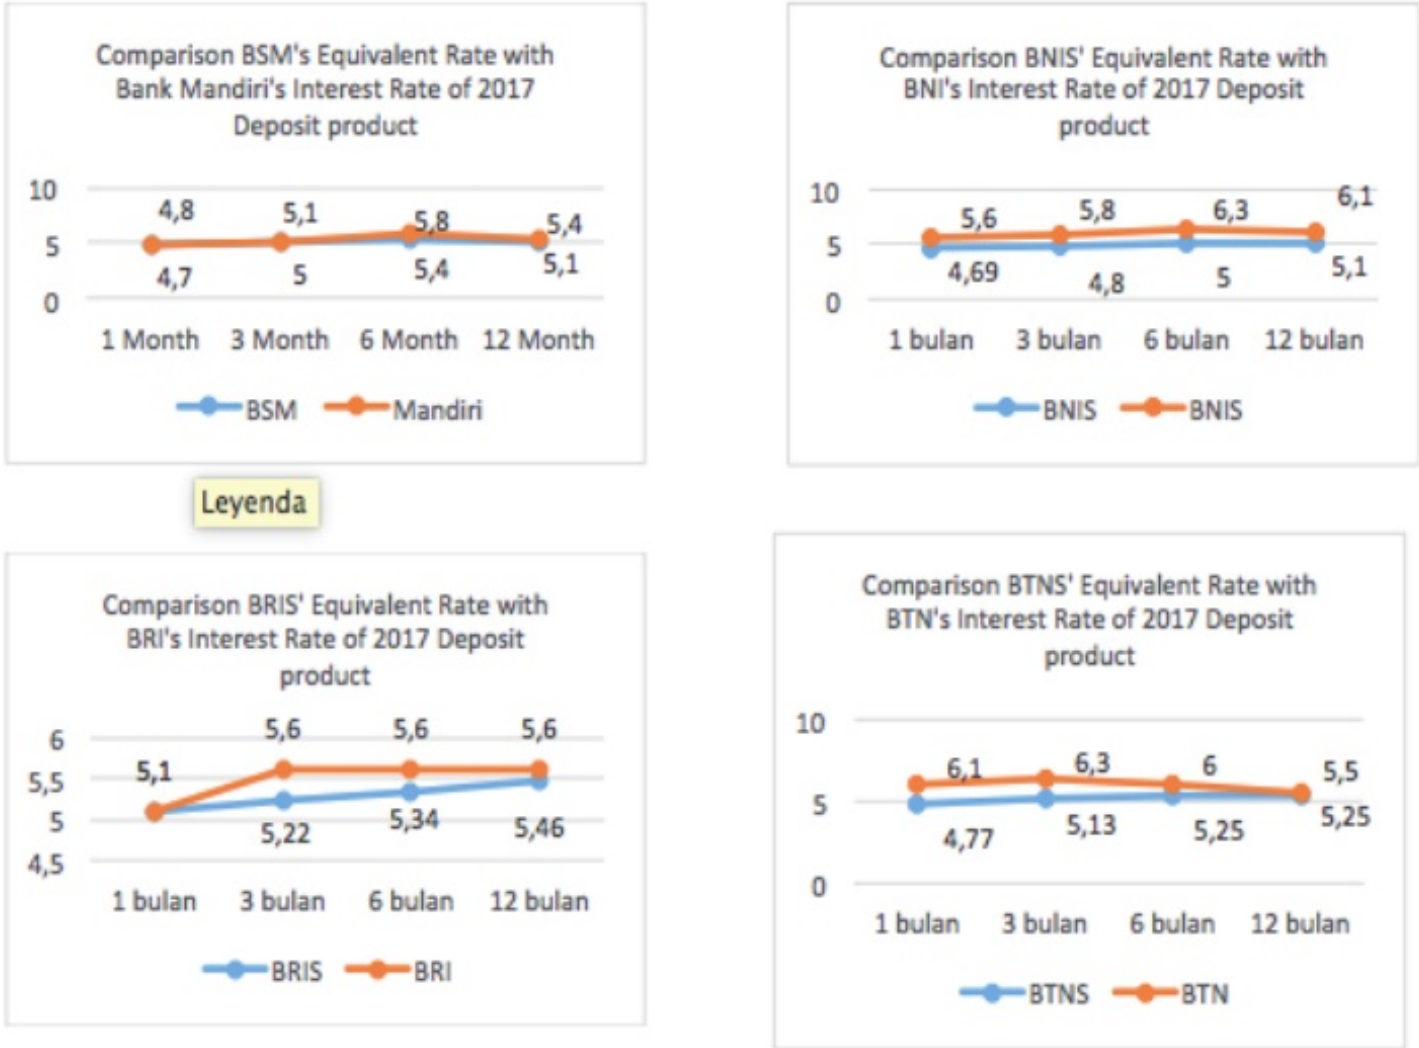 Comparison BSM's Equivalent Rate with
Bank Mandiri's Interest Rate of 2017
Deposit product
10
5
0
4,8
5,1
5,8
5,4
4,7
5
5,4
5,1
1 Month
3 Month
6 Month
12 Month
BSM
Mandiri
Comparison BNIS' Equivalent Rate with
BNI's Interest Rate of 2017 Deposit
product
10
5
0
5,6
5,8
6,3
6,1
4,69
4,8
5
5,1
1 bulan
3 bulan
6 bulan
12 bulan
BNIS
BNIS
Leyenda
Comparison BRIS' Equivalent Rate with
BRI's Interest Rate of 2017 Deposit
product
6
5,5
5
4,5
5,1
5,6
5,6
5,6
5,22
5,34
5,46
1 bulan
3 bulan
6 bulan
12 bulan
BRIS
BRI
Comparison BTNS' Equivalent Rate with
BTN's Interest Rate of 2017 Deposit
product
10
5
0
6,1
6,3
6
5,5
4,77
5,13
5,25
5,25
1 bulan
3 bulan
6 bulan
12 bulan
BTNS
BTN